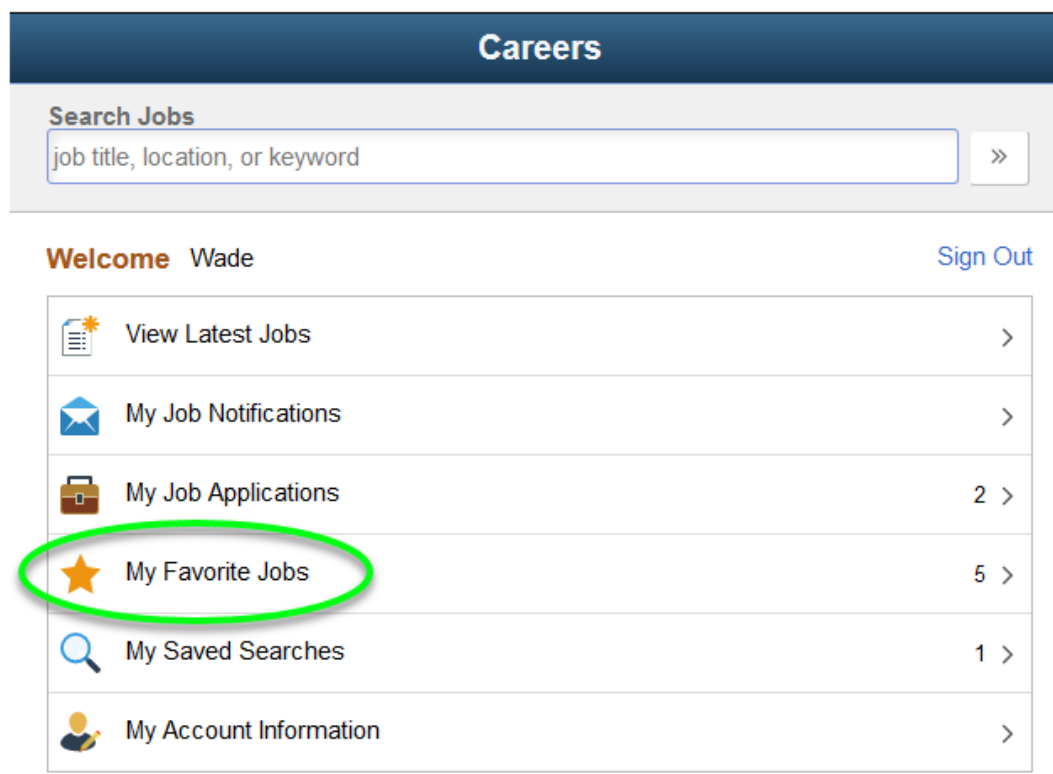 Careers
Search Jobs
job title, location, or keyword
»
Welcome Wade Sign Out
View Latest Jobs
My Job Notifications
My Job Applications 2
My Favorite Jobs 5
My Saved Searches 1
My Account Information